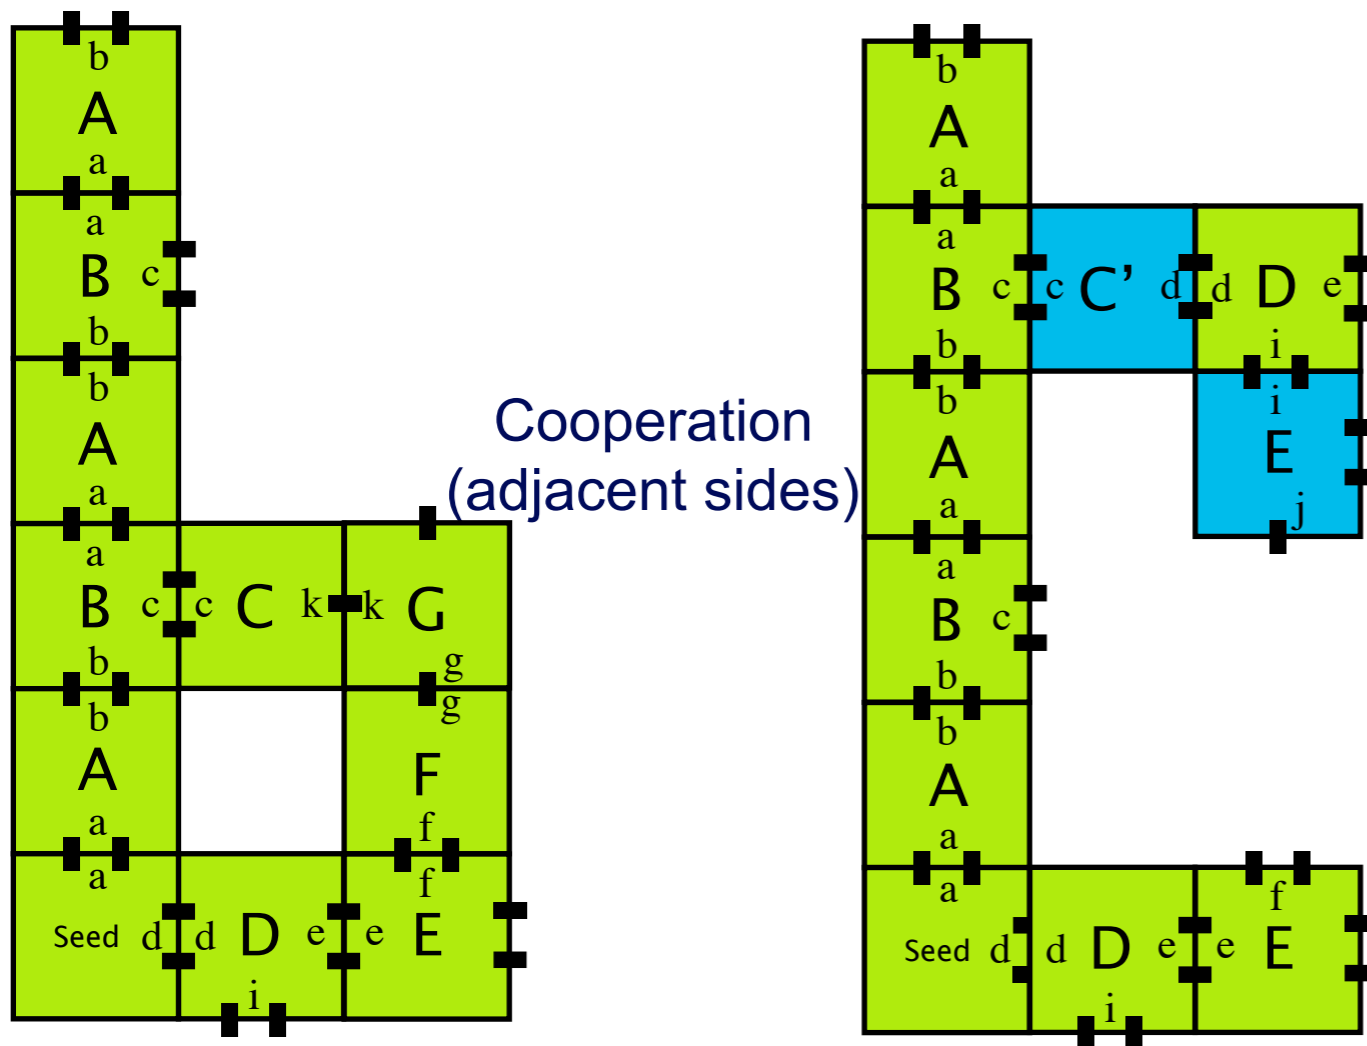 b
A
a
a
B c
b
b
A
a
a
B c c C k k G
b g
b g
A F
a f
a f
Seed d d D e e E
i
Cooperation
(adjacent sides)
b
A
a
a
B c c C’ d d D e
b i
b i
A E
a j
a
B c
b
b
A
a
a f
Seed d d D e e E
i